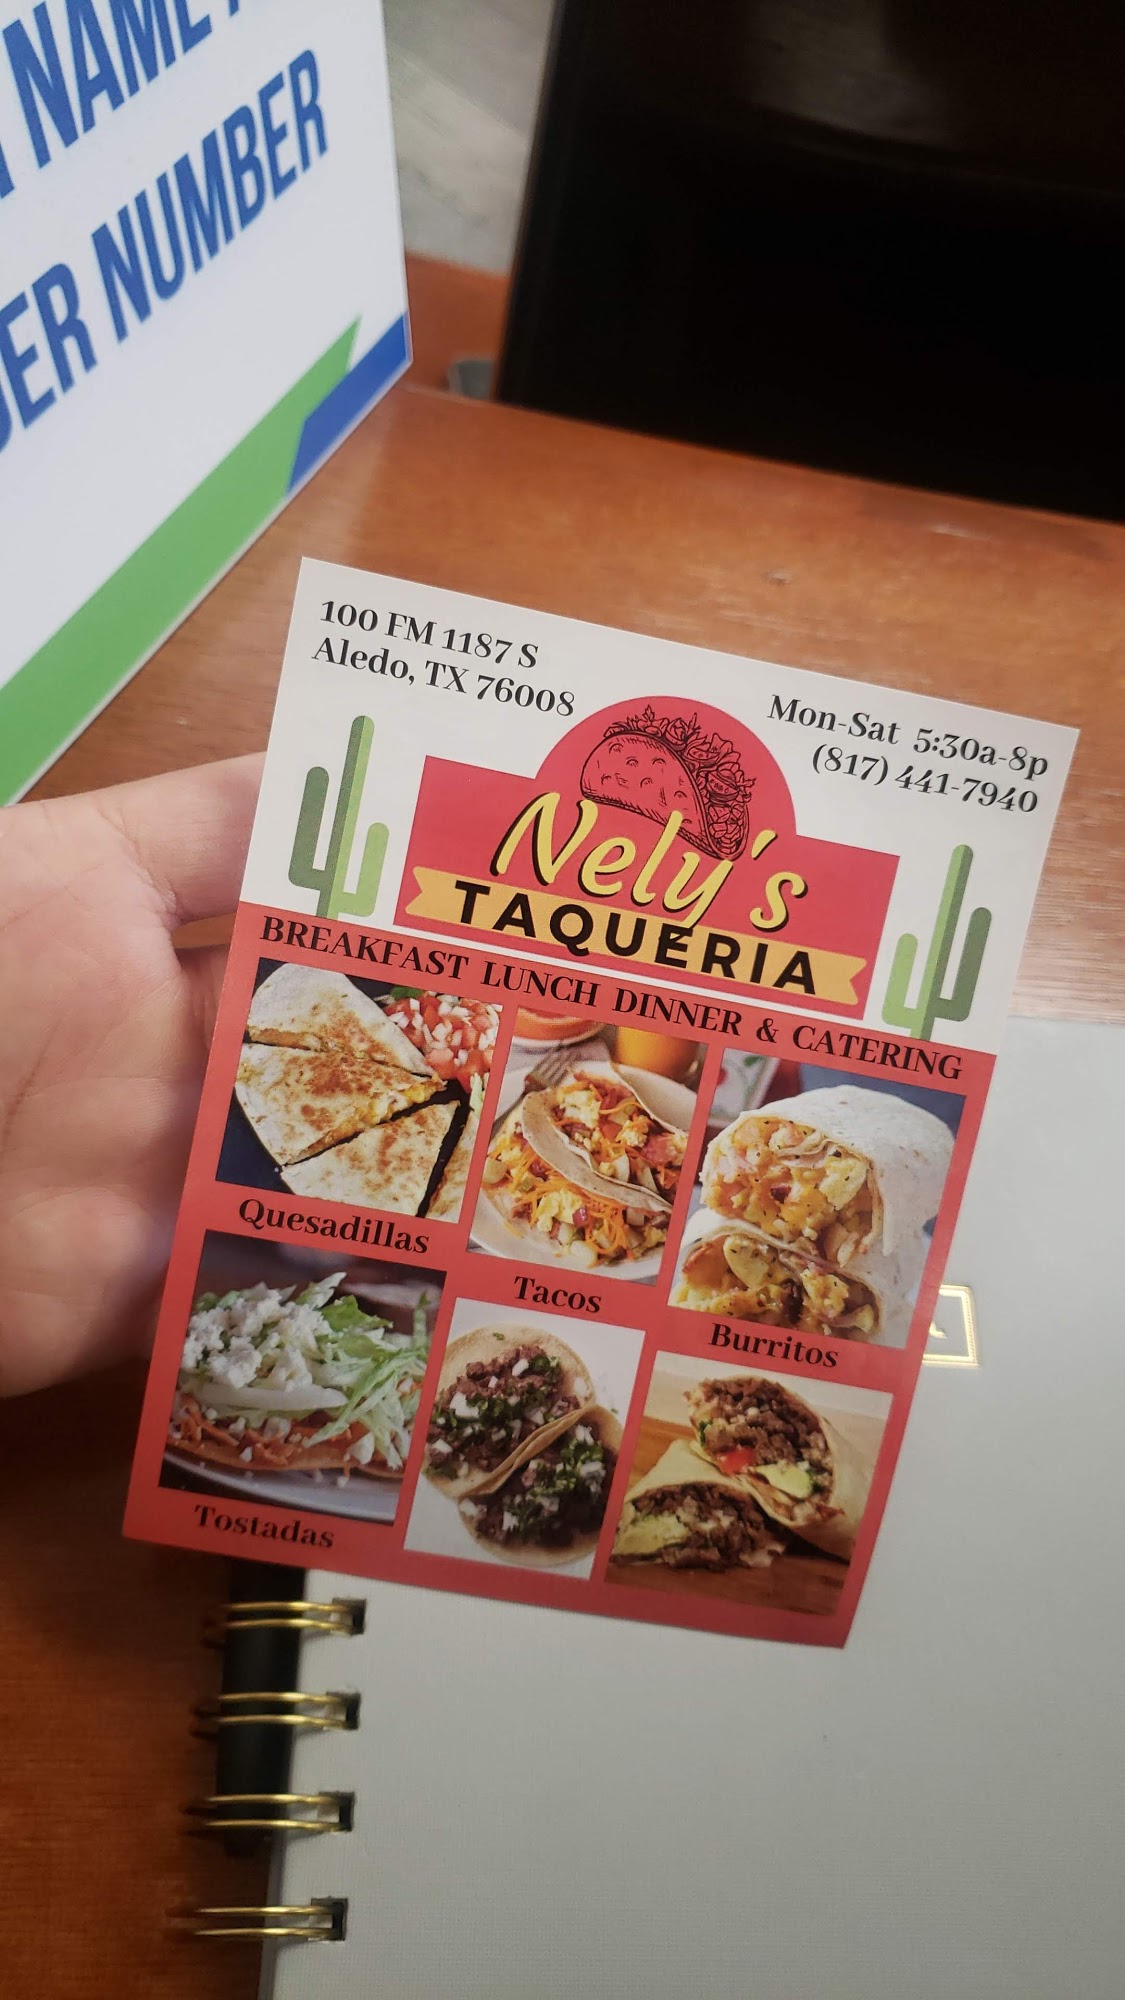 NAME
DER NUMBER
100 FM 1187 S
Aledo, TX 76008
Mon-Sat 5:30a-8p
(817) 441-7940
Nely's
TAQUERIA
BREAKFAST LUNCH DINNER & CATERING
Quesadillas
Tacos
Burritos
Tostadas